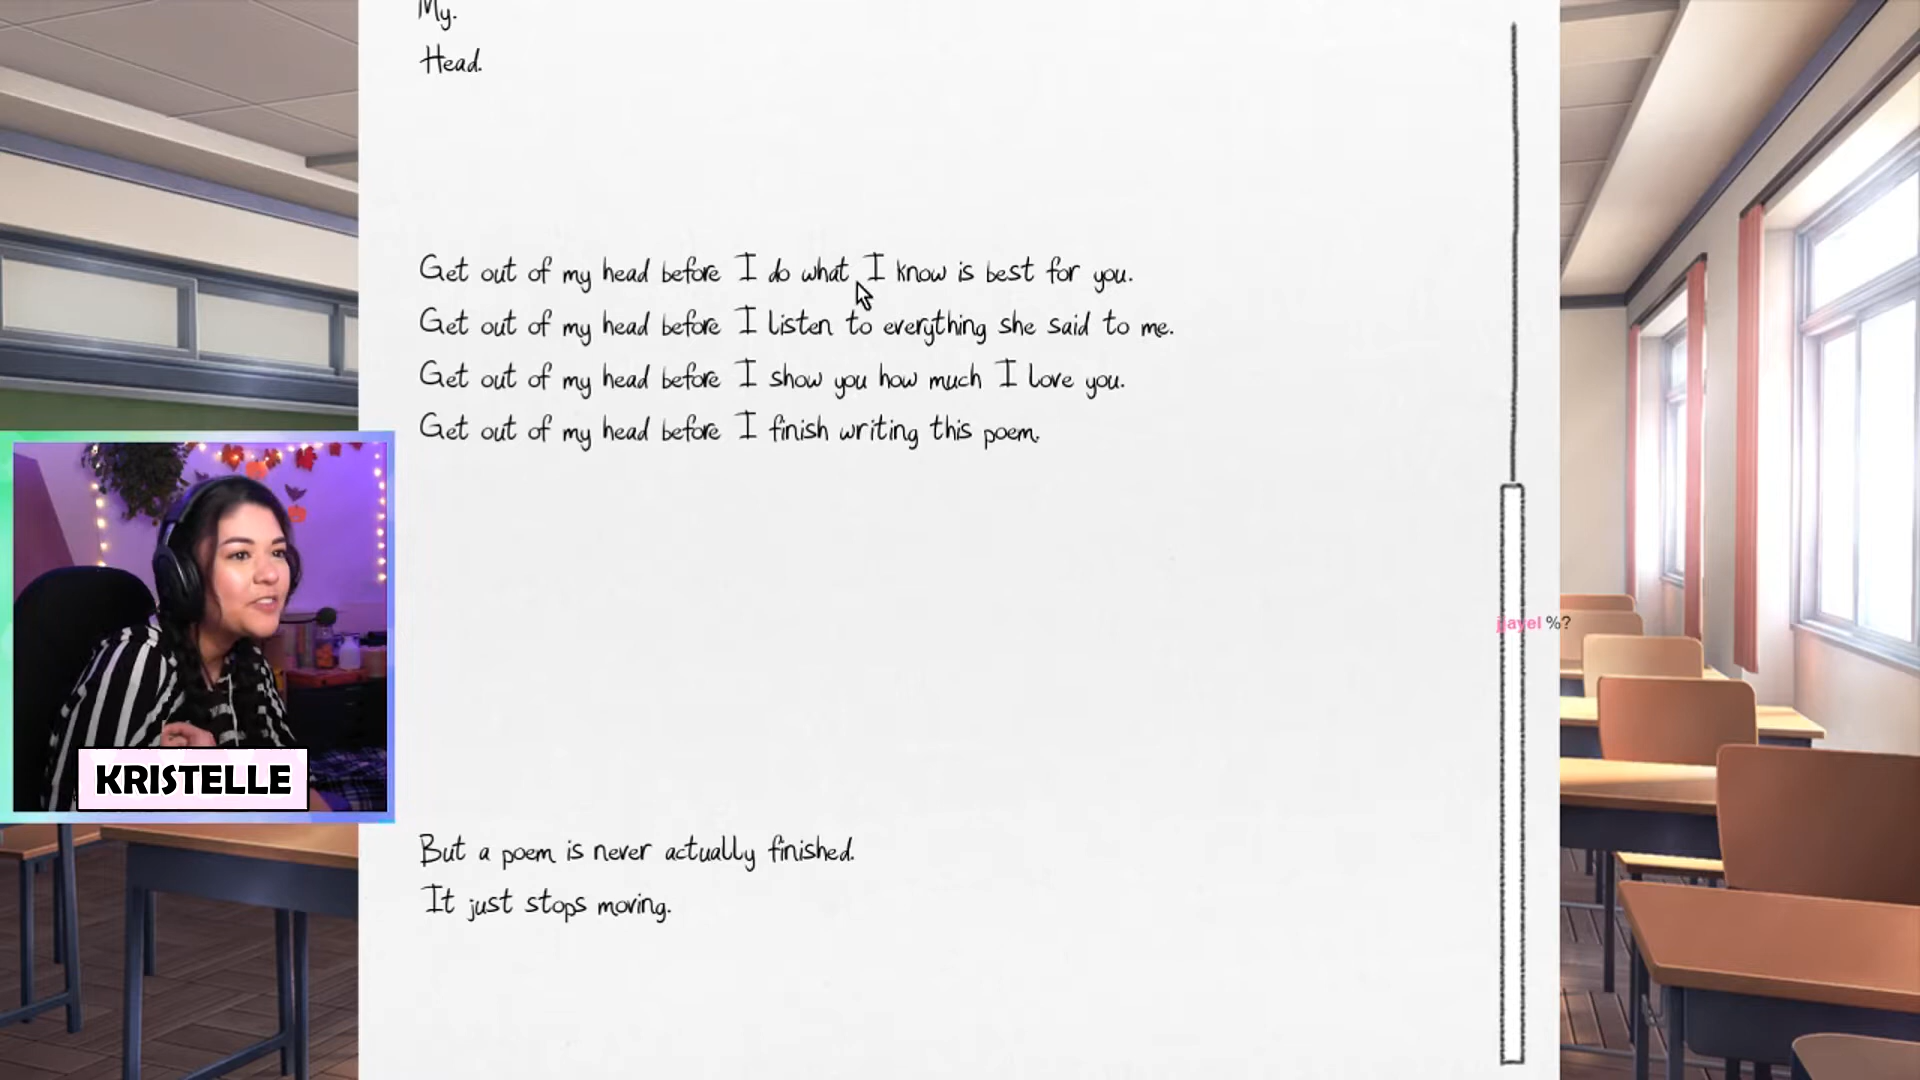 My.
Head.
Get out of my head before I do what I know is best for you.
Get out of my head before I listen to everything she said to me.
Get out of my head before I show you how much I love you.
Get out of my head before I finish writing this poem.
But a poem is never actually finished.
It just stops moving.
KRISTELLE
jjayel %?